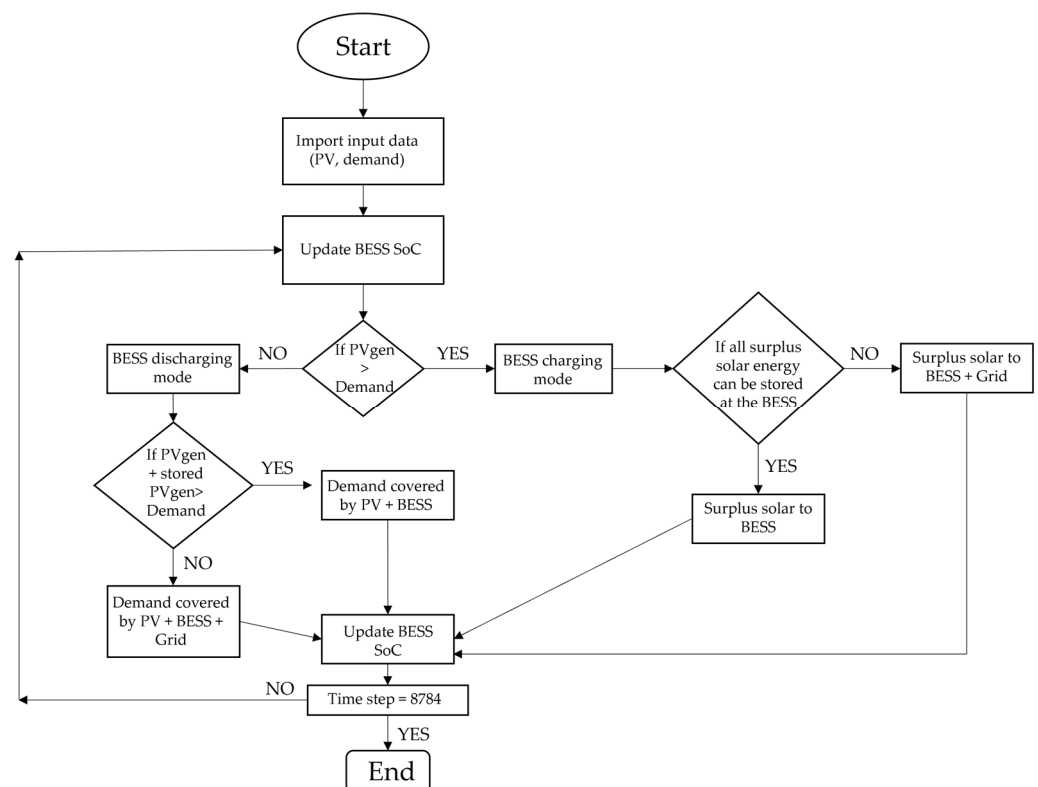 Start
Import input data
(PV, demand)
Update BESS SoC
If PVgen
>
Demand
NO
YES
BESS discharging
mode
BESS charging
mode
If all surplus
solar energy
can be stored
at the BESS
NO
Surplus solar to
BESS + Grid
YES
Surplus solar to
BESS
If PVgen
+ stored
PVgen>
Demand
YES
Demand covered
by PV + BESS
NO
Demand covered
by PV + BESS +
Grid
Update BESS
SoC
NO
Time step = 8784
YES
End